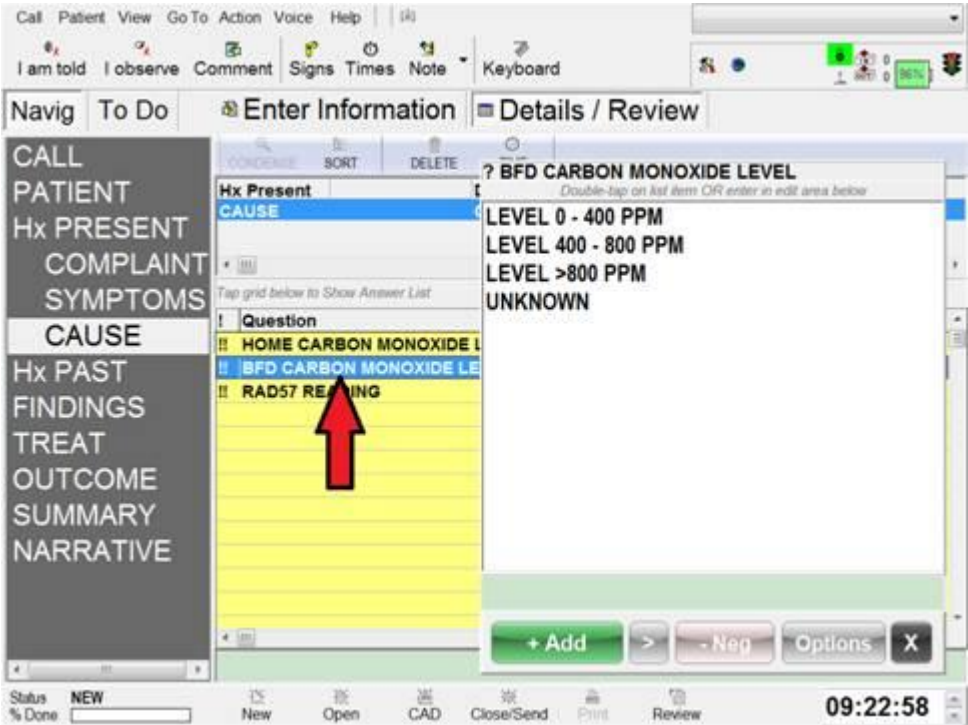 Call Patient View Go To Action Voice Help
I am told I observe Comment Signs Times Note Keyboard
96%
Navig To Do Enter Information Details / Review
CALL
PATIENT
Hx PRESENT
COMPLAINT
SYMPTOMS
CAUSE
Hx PAST
FINDINGS
TREAT
OUTCOME
SUMMARY
NARRATIVE
CONDENSE SORT DELETE
Hx Present
CAUSE
Tap grid below to Show Answer List
! Question
!! HOME CARBON MONOXIDE L
!! BFD CARBON MONOXIDE LE
!! RAD57 READING
? BFD CARBON MONOXIDE LEVEL
Double-tap on list item OR enter in edit area below
LEVEL 0 - 400 PPM
LEVEL 400 - 800 PPM
LEVEL >800 PPM
UNKNOWN
+ Add > - Neg Options X
Status NEW
% Done
New Open CAD Close/Send Print Review
09:22:58